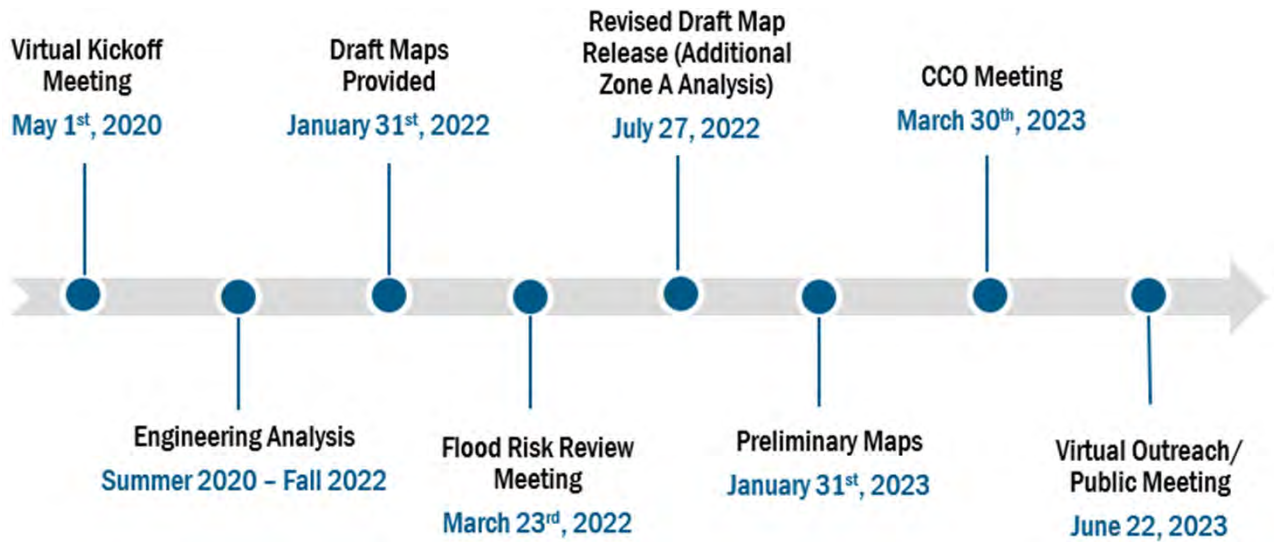 Virtual Kickoff
Meeting
May 1st, 2020
Engineering Analysis
Summer 2020 – Fall 2022
Draft Maps
Provided
January 31st, 2022
Flood Risk Review
Meeting
March 23rd, 2022
Revised Draft Map
Release (Additional
Zone A Analysis)
July 27, 2022
Preliminary Maps
January 31st, 2023
CCO Meeting
March 30th, 2023
Virtual Outreach/
Public Meeting
June 22, 2023